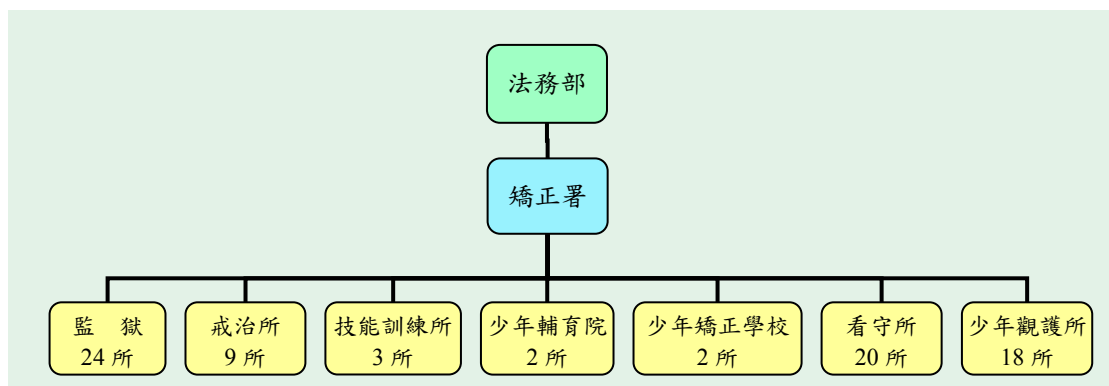 法務部
矯正署
監　獄
24 所
戒治所
9 所
技能訓練所
3 所
少年輔育院
2 所
少年矯正學校
2 所
看守所
20 所
少年觀護所
18 所